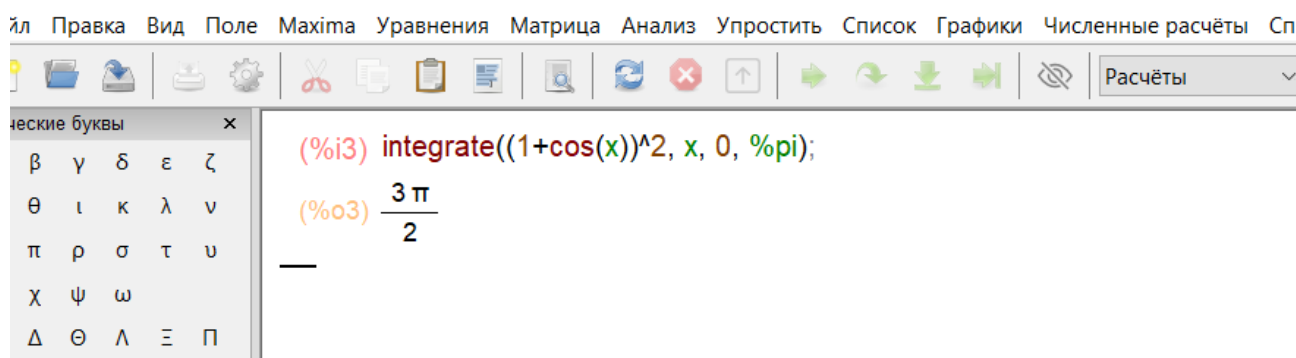 йл Правка Вид Поле Maxima Уравнения Матрица Анализ Упростить Список Графики Численные расчёты Сп
Расчёты
ческие буквы x
β γ δ ε ζ
θ ι κ λ ν
π ρ σ τ υ
χ ψ ω
Δ Θ Λ Ξ Π
(%i3) integrate((1+cos(x))^2, x, 0, %pi);
(%o3) 3 π
2